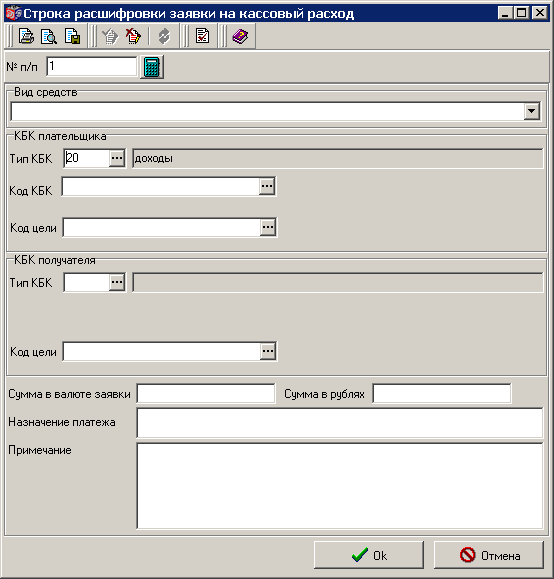 Строка расшифровки заявки на кассовый расход
№ п/п 1
Вид средств
КБК плательщика
Тип КБК 20 ... доходы
Код КБК ...
Код цели ...
КБК получателя
Тип КБК ...
Код цели ...
Сумма в валюте заявки Сумма в рублях
Назначение платежа
Примечание
Ok Отмена